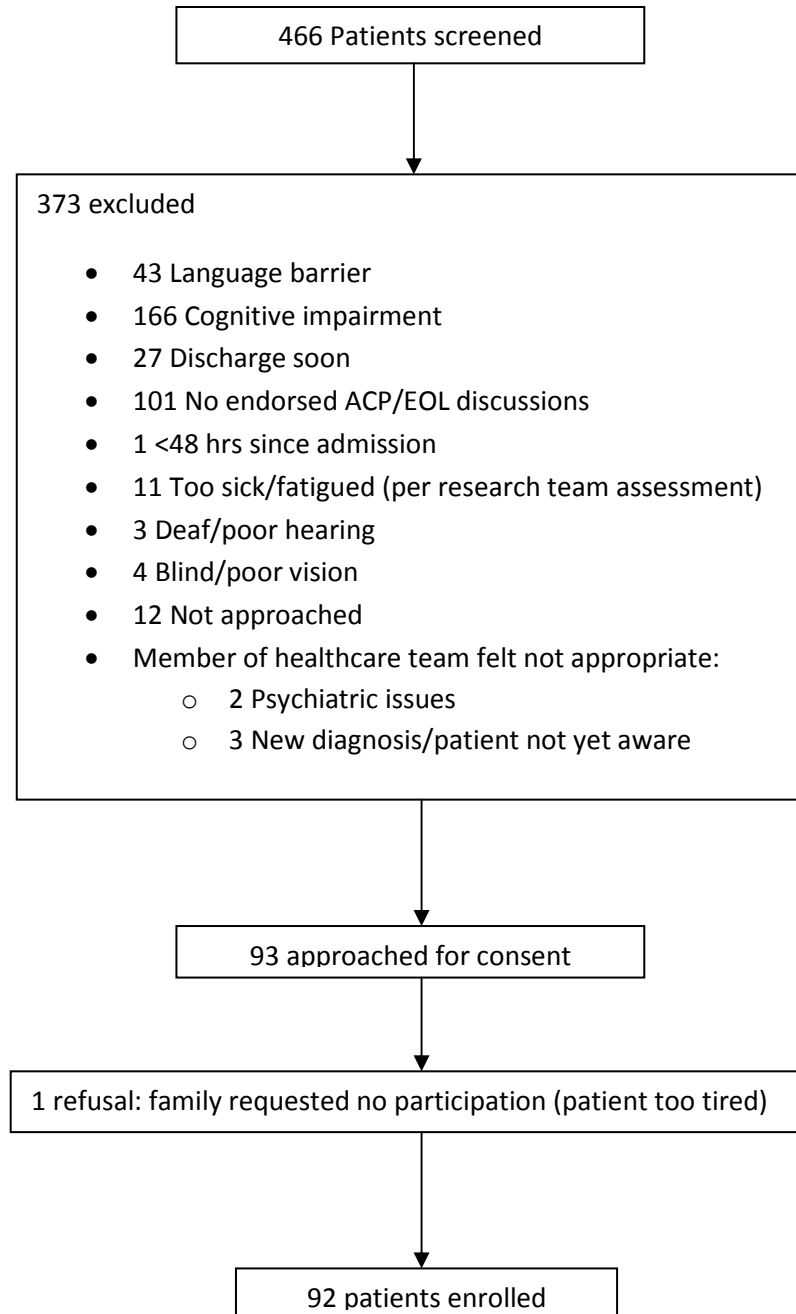 466 Patients screened
373 excluded
• 43 Language barrier
• 166 Cognitive impairment
• 27 Discharge soon
• 101 No endorsed ACP/EOL discussions
• 1 <48 hrs since admission
• 11 Too sick/fatigued (per research team assessment)
• 3 Deaf/poor hearing
• 4 Blind/poor vision
• 12 Not approached
• Member of healthcare team felt not appropriate:
o 2 Psychiatric issues
o 3 New diagnosis/patient not yet aware
93 approached for consent
1 refusal: family requested no participation (patient too tired)
92 patients enrolled